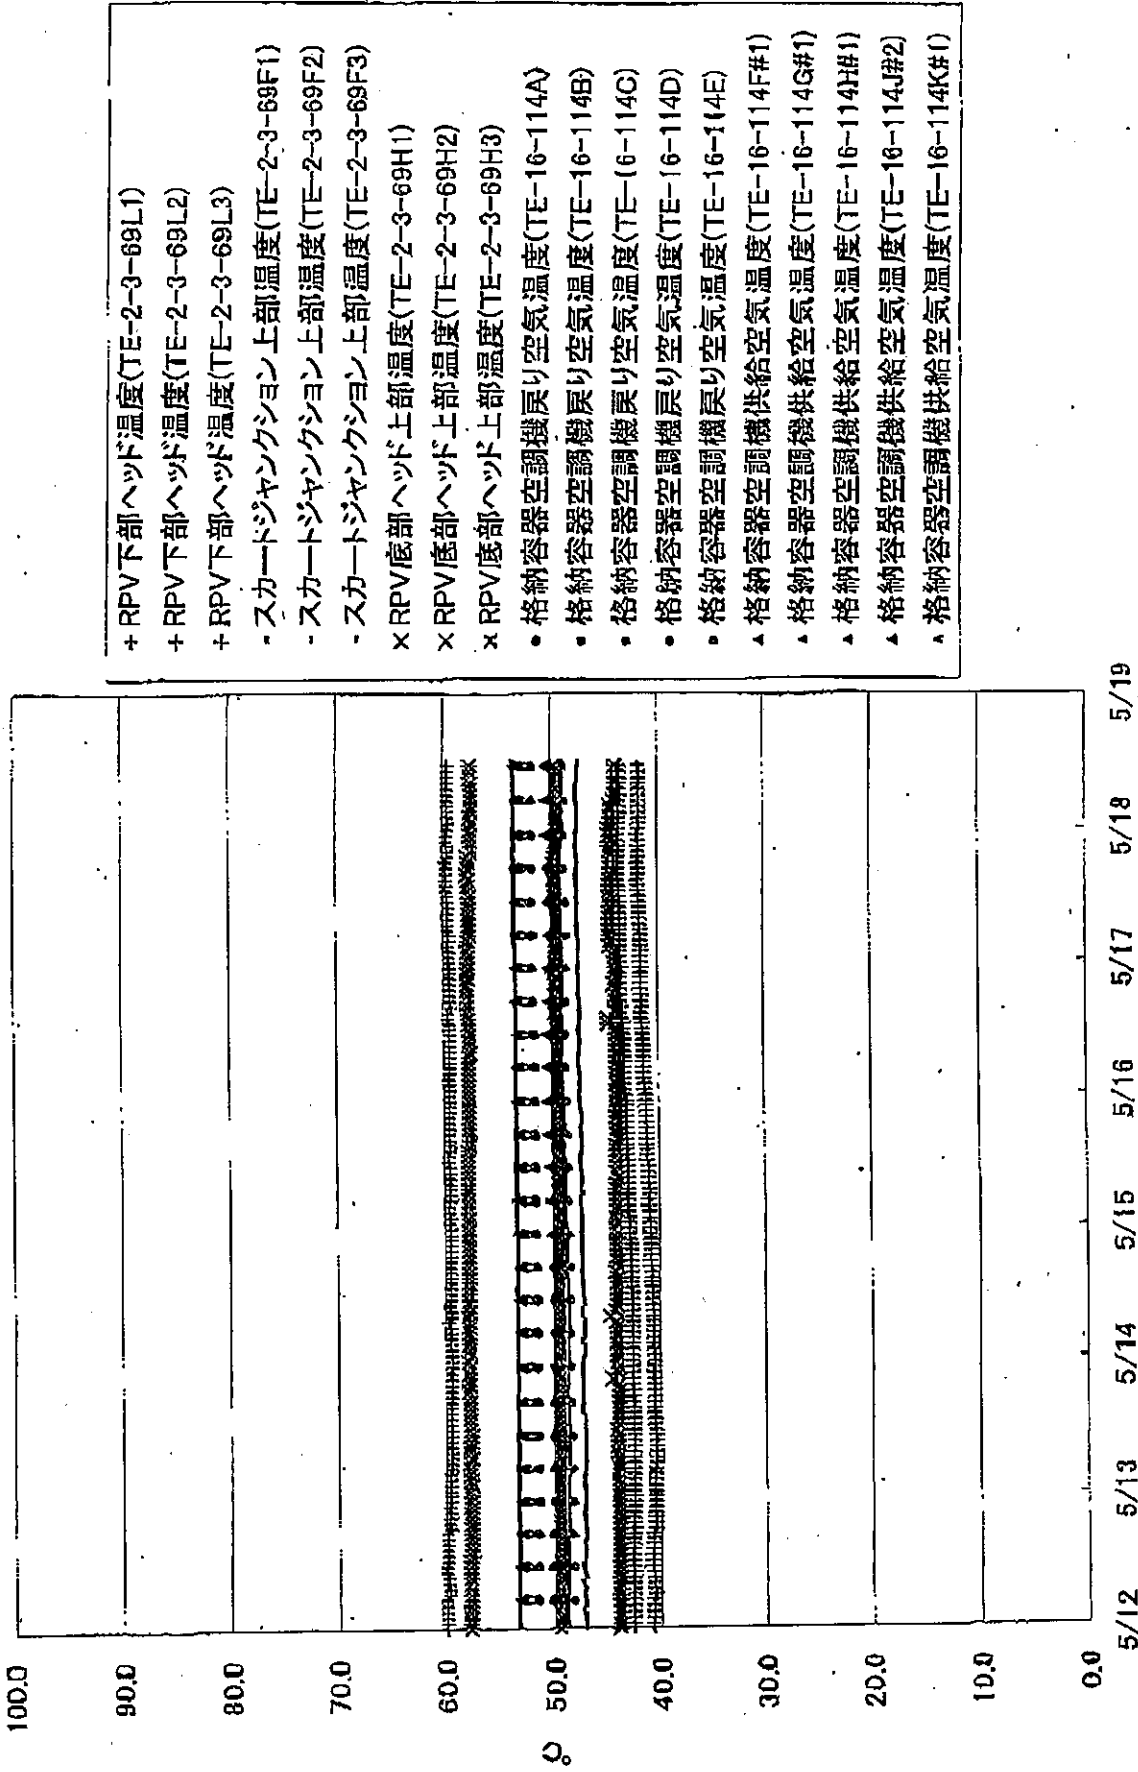 100.0
90.0
80.0
70.0
60.0
50.0
40.0
30.0
20.0
10.0
0.0
℃
5/12
5/13
5/14
5/15
5/16
5/17
5/18
5/19
+ RPV下部ヘッド温度(TE-2-3-69L1)
+ RPV下部ヘッド温度(TE-2-3-69L2)
+ RPV下部ヘッド温度(TE-2-3-69L3)
- スカートジャンクション上部温度(TE-2-3-69F1)
- スカートジャンクション上部温度(TE-2-3-69F2)
- スカートジャンクション上部温度(TE-2-3-69F3)
× RPV底部ヘッド上部温度(TE-2-3-69H1)
× RPV底部ヘッド上部温度(TE-2-3-69H2)
× RPV底部ヘッド上部温度(TE-2-3-69H3)
● 格納容器空調機戻り空気温度(TE-16-114A)
● 格納容器空調機戻り空気温度(TE-16-114B)
● 格納容器空調機戻り空気温度(TE-16-114C)
● 格納容器空調機戻り空気温度(TE-16-114D)
● 格納容器空調機戻り空気温度(TE-16-114E)
▲ 格納容器空調機供給空気温度(TE-16-114F#1)
▲ 格納容器空調機供給空気温度(TE-16-114G#1)
▲ 格納容器空調機供給空気温度(TE-16-114H#1)
▲ 格納容器空調機供給空気温度(TE-16-114J#2)
▲ 格納容器空調機供給空気温度(TE-16-114K#1)